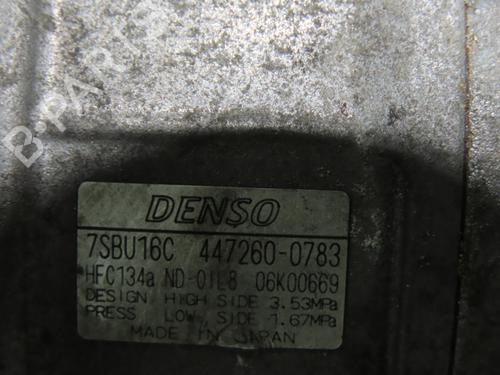 DENSO
7SBU16C 447260-0783
HFC134a ND-OIL8 06K00669
DESIGN HIGH SIDE 3.53MPa
PRESS LOW SIDE 1.67MPa
MADE IN JAPAN
B-PARTS